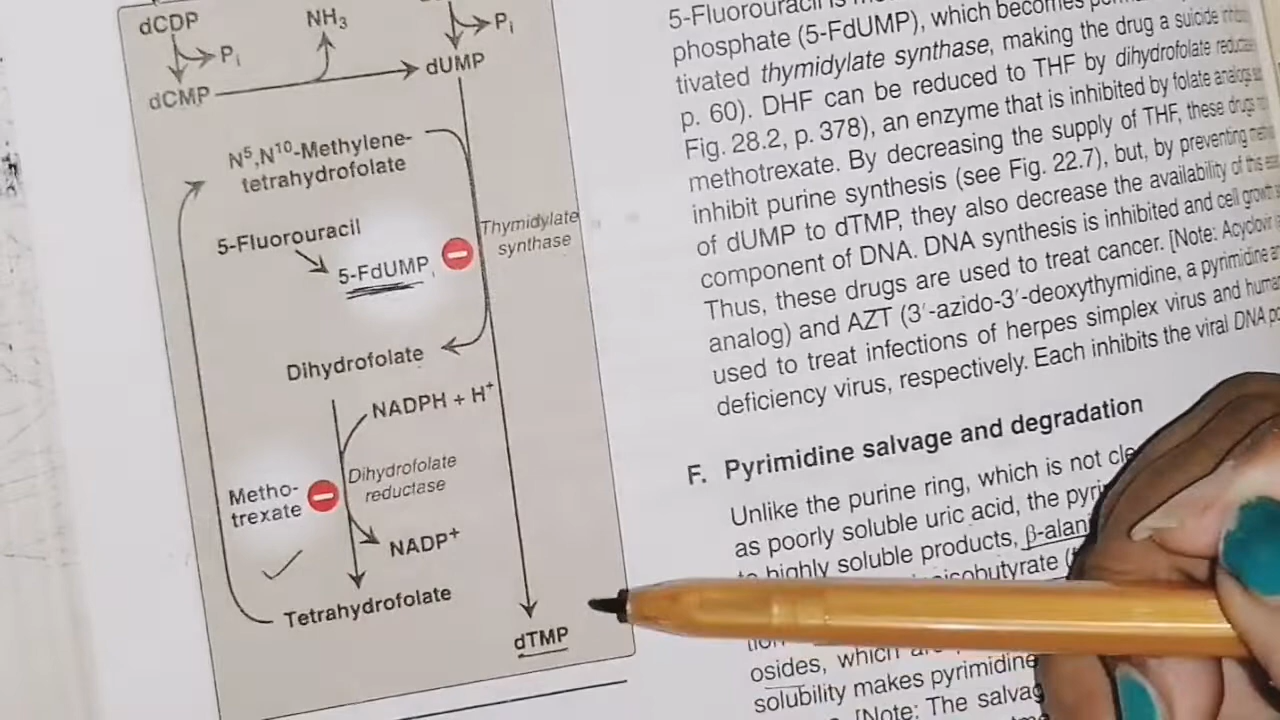 dCDP
NH3
Pi
Pi
dCMP
dUMP
N5,N10-Methylene-
tetrahydrofolate
5-Fluorouracil
5-FdUMP
Thymidylate
synthase
Dihydrofolate
NADPH + H+
Dihydrofolate
reductase
Metho-
trexate
NADP+
Tetrahydrofolate
dTMP
5-Fluorouracil is
phosphate (5-FdUMP), which becomes
tivated thymidylate synthase, making the drug a suicide
p. 60). DHF can be reduced to THF by dihydrofolate
Fig. 28.2, p. 378), an enzyme that is inhibited by folate analogs
methotrexate. By decreasing the supply of THF, these drugs
inhibit purine synthesis (see Fig. 22.7), but, by preventing
of dUMP to dTMP, they also decrease the availability of this
component of DNA. DNA synthesis is inhibited and cell growth
Thus, these drugs are used to treat cancer. [Note: Acyclovir
analog) and AZT (3′-azido-3′-deoxythymidine, a pyrimidine
used to treat infections of herpes simplex virus and
deficiency virus, respectively. Each inhibits the viral DNA
F. Pyrimidine salvage and degradation
Unlike the purine ring, which is not
as poorly soluble uric acid, the
to highly soluble products,
osides, which
solubility makes pyrimidine
[Note: The